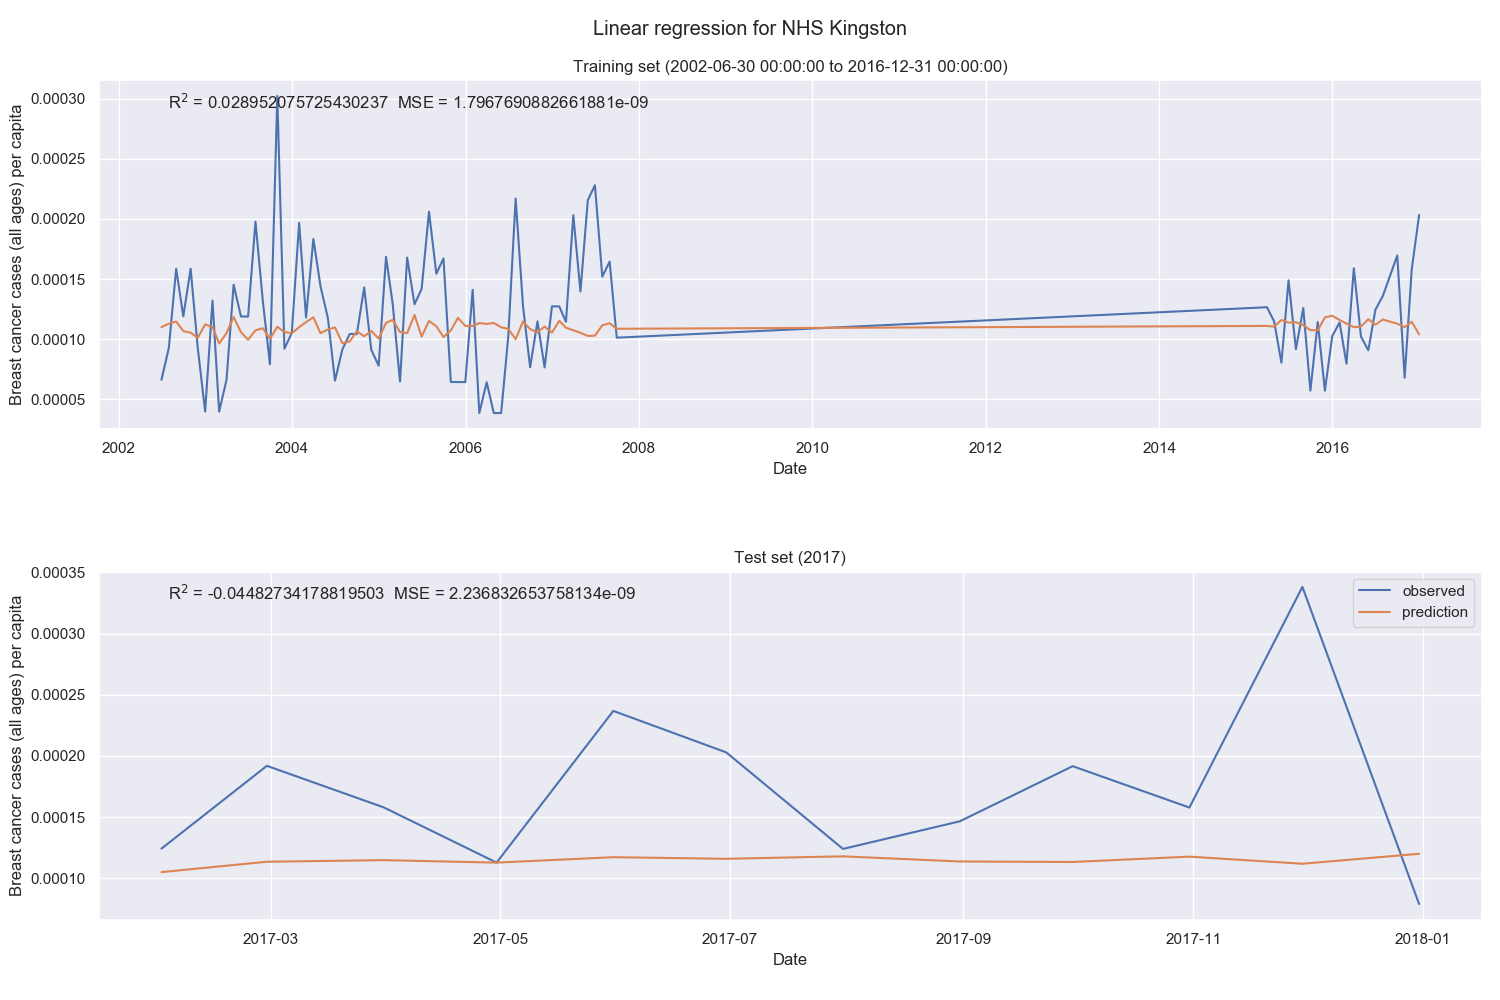 Linear regression for NHS Kingston
Training set (2002-06-30 00:00:00 to 2016-12-31 00:00:00)
R² = 0.028952075725430237 MSE = 1.7967690882661881e-09
Breast cancer cases (all ages) per capita
0.00030
0.00025
0.00020
0.00015
0.00010
0.00005
2002 2004 2006 2008 2010 2012 2014 2016
Date
Test set (2017)
R² = -0.04482734178819503 MSE = 2.236832653758134e-09
observed
prediction
Breast cancer cases (all ages) per capita
0.00035
0.00030
0.00025
0.00020
0.00015
0.00010
2017-03 2017-05 2017-07 2017-09 2017-11 2018-01
Date